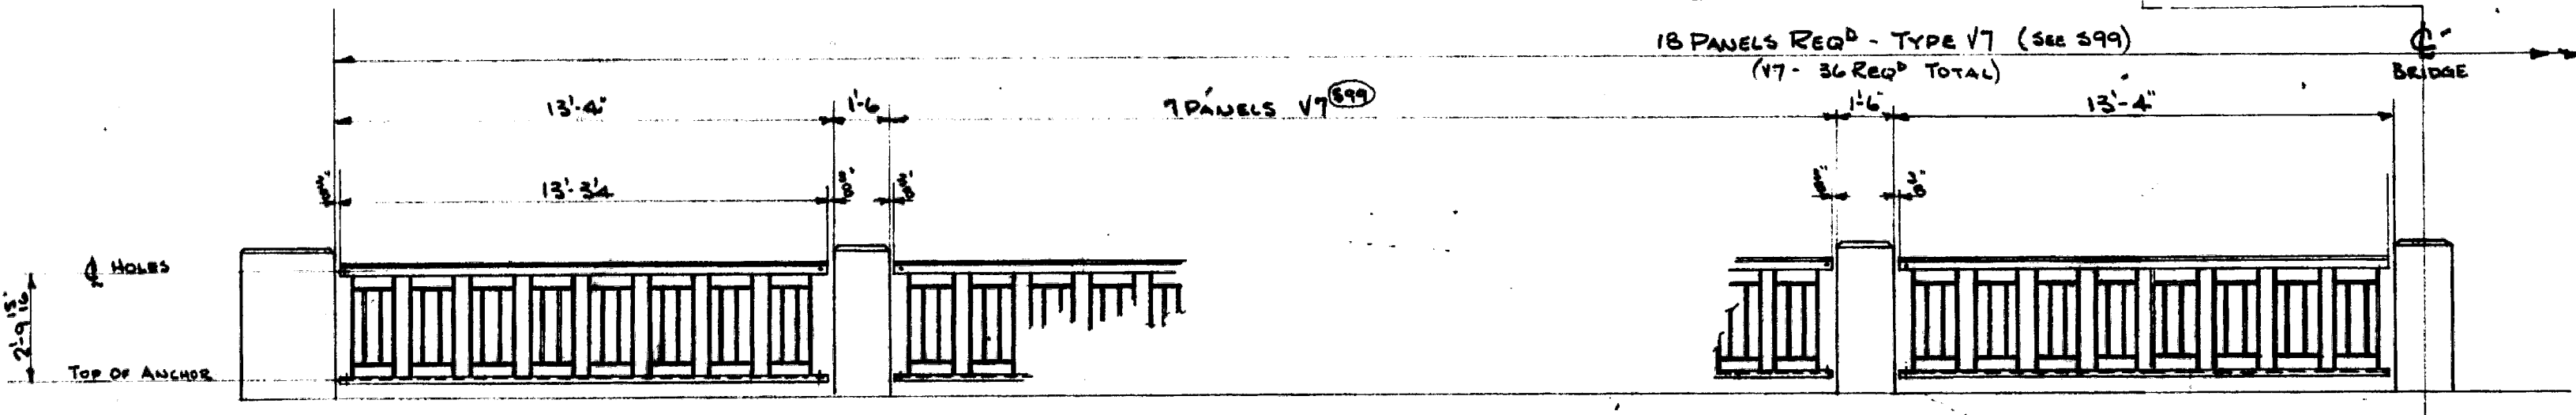 18 PANELS REQᴰ - TYPE V7 (SEE S99)
(V7 - 36 REQᴰ TOTAL)
℄
BRIDGE
13'-4"
1'-6
7 PANELS V7 S99
1'-6"
13'-4"
3/8"
13'-3 1/4
3/8"
3/8"
3/8"
3/8"
℄ HOLES
2'-9 15/16"
TOP OF ANCHOR